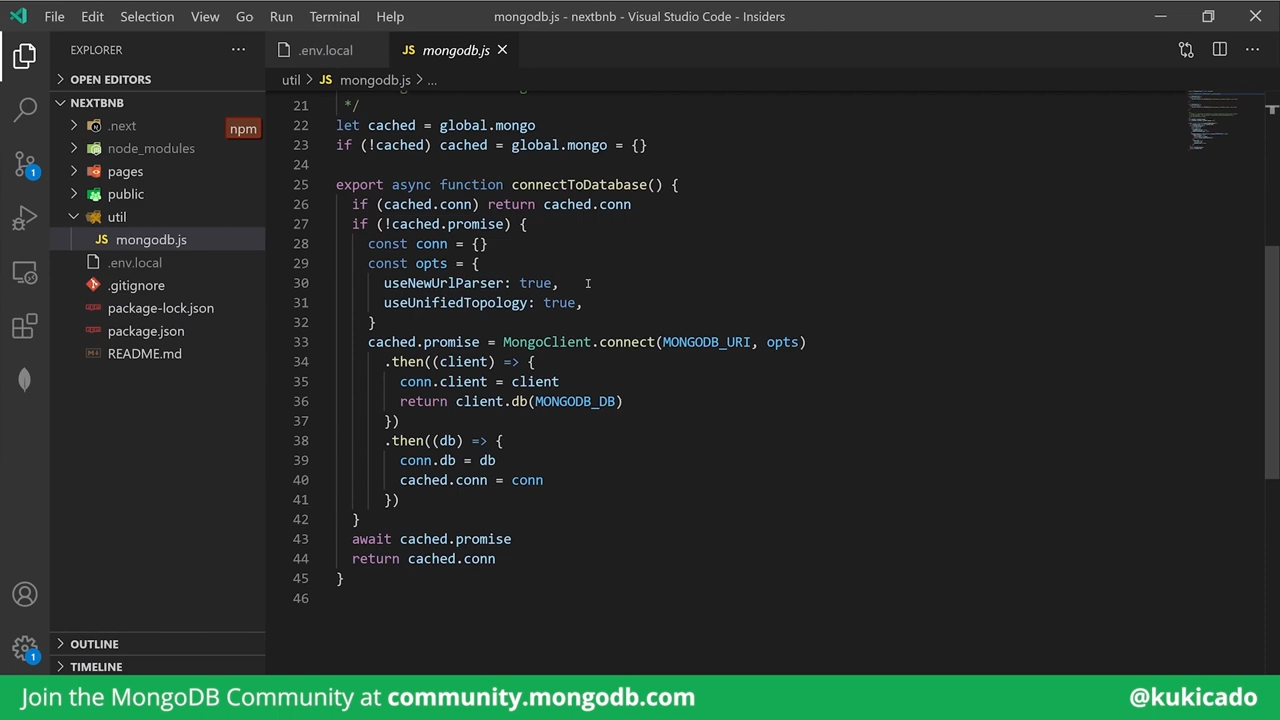 File Edit Selection View Go Run Terminal Help mongodb.js - nextbnb - Visual Studio Code - Insiders
EXPLORER
.env.local
JS mongodb.js
OPEN EDITORS
util > JS mongodb.js > ...
NEXTBNB
.next
npm
node_modules
pages
public
util
JS mongodb.js
.env.local
.gitignore
package-lock.json
package.json
README.md
OUTLINE
TIMELINE
1
1
21 */
22 let cached = global.mongo
23 if (!cached) cached = global.mongo = {}
24
25 export async function connectToDatabase() {
26 if (cached.conn) return cached.conn
27 if (!cached.promise) {
28 const conn = {}
29 const opts = {
30 useNewUrlParser: true,
31 useUnifiedTopology: true,
32 }
33 cached.promise = MongoClient.connect(MONGODB_URI, opts)
34 .then((client) => {
35 conn.client = client
36 return client.db(MONGODB_DB)
37 })
38 .then((db) => {
39 conn.db = db
40 cached.conn = conn
41 })
42 }
43 await cached.promise
44 return cached.conn
45 }
46
Join the MongoDB Community at community.mongodb.com
@kukicado